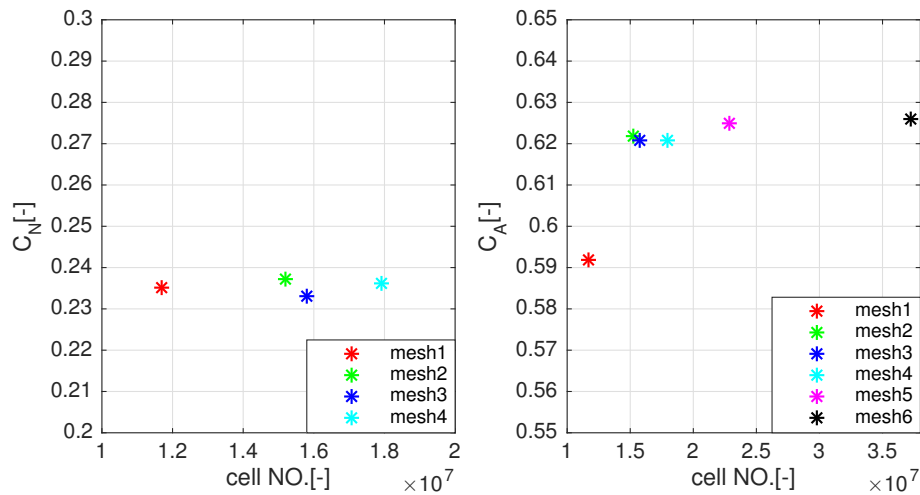 0.3
0.29
0.28
0.27
0.26
0.25
0.24
0.23
0.22
0.21
0.2
C_N[-]
1
1.2
1.4
1.6
1.8
2
cell NO.[-]
×10^7
mesh1
mesh2
mesh3
mesh4
0.65
0.64
0.63
0.62
0.61
0.6
0.59
0.58
0.57
0.56
0.55
C_A[-]
1
1.5
2
2.5
3
3.5
cell NO.[-]
×10^7
mesh1
mesh2
mesh3
mesh4
mesh5
mesh6